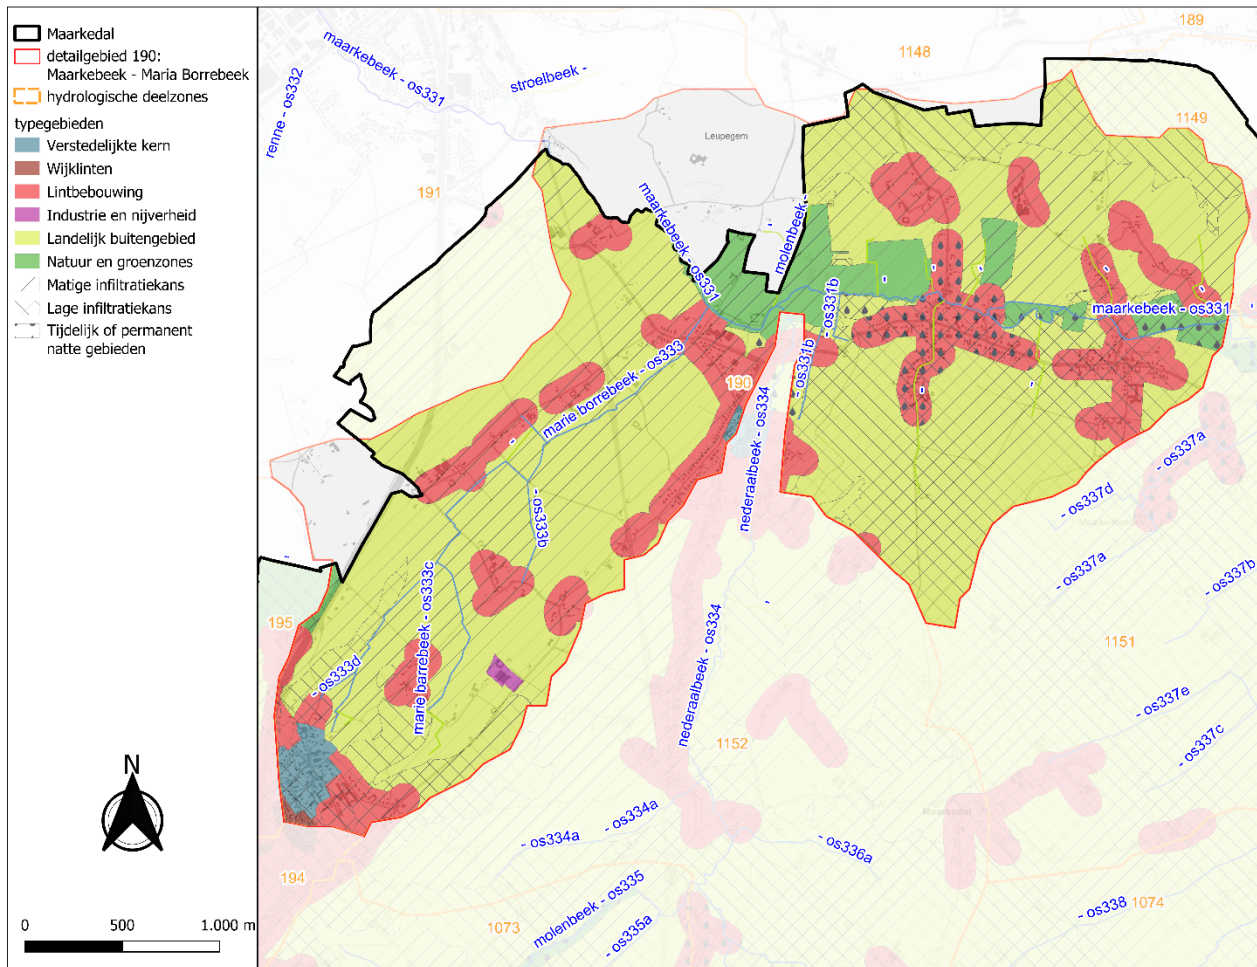 Maarkedal
detailgebied 190:
Maarkebeek - Maria Borrebeek
hydrologische deelzones
typegebieden
Verstedelijkte kern
Wijklinten
Lintbebouwing
Industrie en nijverheid
Landelijk buitengebied
Natuur en groenzones
Matige infiltratiekans
Lage infiltratiekans
Tijdelijk of permanent
natte gebieden
N
0 500 1.000 m
189
1148
maarkebeek - os331
stroelbeek -
renne - os332
1149
Leupegem
191
maarkebeek - os331
molenbeek -
maarkebeek - os331
- os331b
marie borrebeek - os333
190
- os331b
nederaalbeek - os334
- os337a
- os337d
- os333b
- os337a
- os337b
marie barrebeek - os333c
195
nederaalbeek - os334
1151
- os333d
- os337e
1152
- os337c
Maarkedal
- os334a
- os334a
- os336a
194
molenbeek - os335
- os335a
1073
- os338
1074